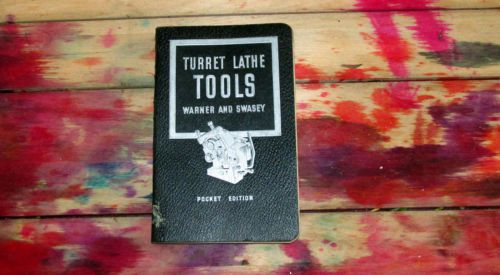 TURRET LATHE
TOOLS
WARNER AND SWASEY
POCKET EDITION